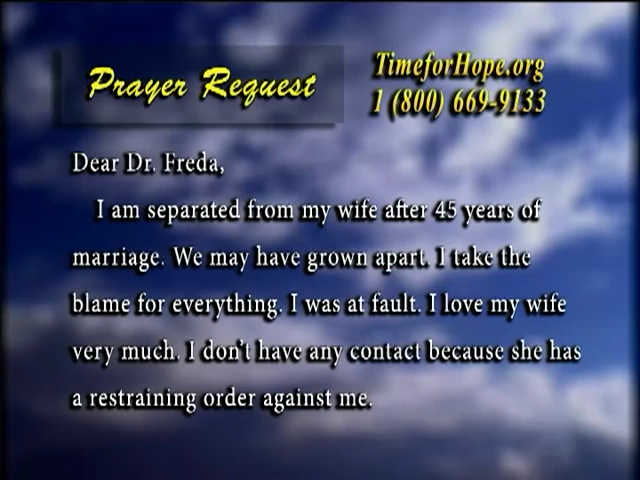 Prayer Request
TimeforHope.org
1 (800) 669-9133
Dear Dr. Freda,
I am separated from my wife after 45 years of
marriage. We may have grown apart. I take the
blame for everything. I was at fault. I love my wife
very much. I don't have any contact because she has
a restraining order against me.